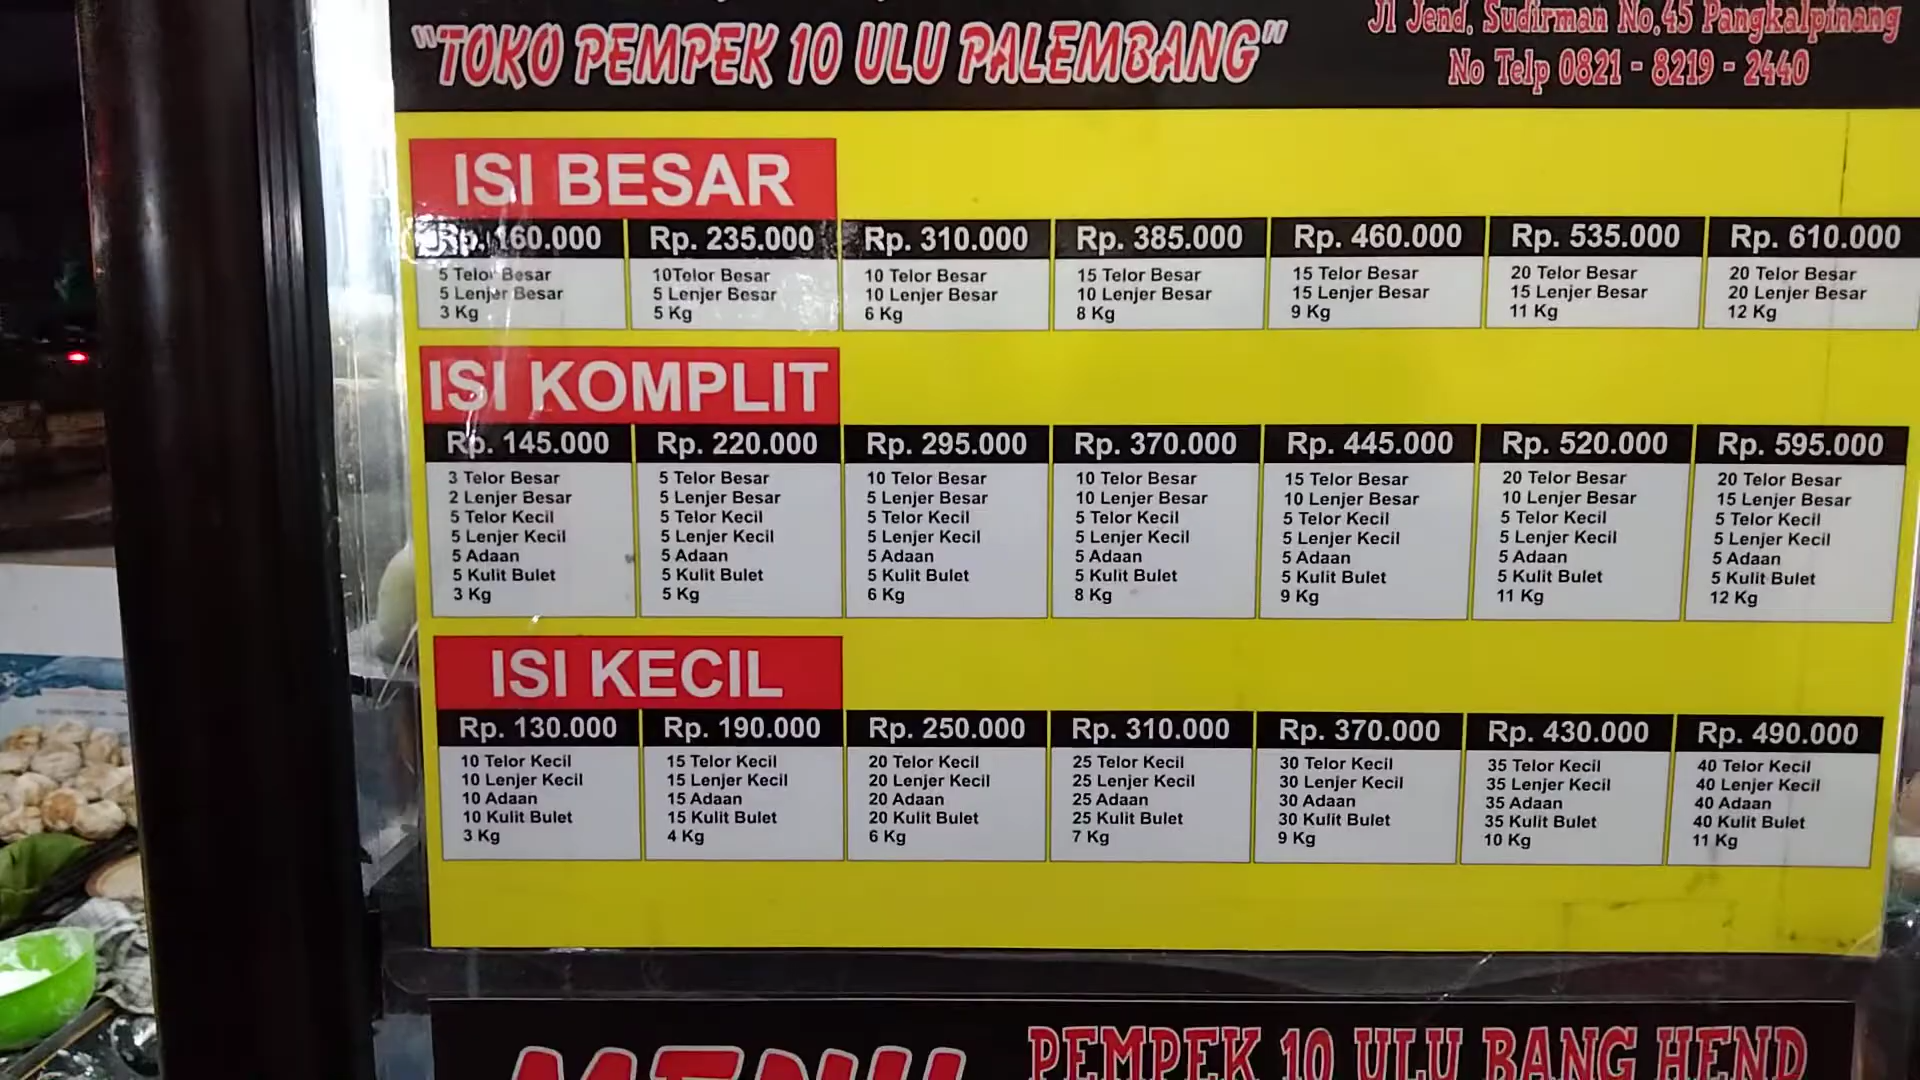 "TOKO PEMPEK 10 ULU PALEMBANG"
Jl Jend. Sudirman No.45 Pangkalpinang
No Telp 0821 - 8219 - 2440
ISI BESAR
Rp. 160.000
5 Telor Besar
5 Lenjer Besar
3 Kg
Rp. 235.000
10Telor Besar
5 Lenjer Besar
5 Kg
Rp. 310.000
10 Telor Besar
10 Lenjer Besar
6 Kg
Rp. 385.000
15 Telor Besar
10 Lenjer Besar
8 Kg
Rp. 460.000
15 Telor Besar
15 Lenjer Besar
9 Kg
Rp. 535.000
20 Telor Besar
15 Lenjer Besar
11 Kg
Rp. 610.000
20 Telor Besar
20 Lenjer Besar
12 Kg
ISI KOMPLIT
Rp. 145.000
3 Telor Besar
2 Lenjer Besar
5 Telor Kecil
5 Lenjer Kecil
5 Adaan
5 Kulit Bulet
3 Kg
Rp. 220.000
5 Telor Besar
5 Lenjer Besar
5 Telor Kecil
5 Lenjer Kecil
5 Adaan
5 Kulit Bulet
5 Kg
Rp. 295.000
10 Telor Besar
5 Lenjer Besar
5 Telor Kecil
5 Lenjer Kecil
5 Adaan
5 Kulit Bulet
6 Kg
Rp. 370.000
10 Telor Besar
10 Lenjer Besar
5 Telor Kecil
5 Lenjer Kecil
5 Adaan
5 Kulit Bulet
8 Kg
Rp. 445.000
15 Telor Besar
10 Lenjer Besar
5 Telor Kecil
5 Lenjer Kecil
5 Adaan
5 Kulit Bulet
9 Kg
Rp. 520.000
20 Telor Besar
10 Lenjer Besar
5 Telor Kecil
5 Lenjer Kecil
5 Adaan
5 Kulit Bulet
11 Kg
Rp. 595.000
20 Telor Besar
15 Lenjer Besar
5 Telor Kecil
5 Lenjer Kecil
5 Adaan
5 Kulit Bulet
12 Kg
ISI KECIL
Rp. 130.000
10 Telor Kecil
10 Lenjer Kecil
10 Adaan
10 Kulit Bulet
3 Kg
Rp. 190.000
15 Telor Kecil
15 Lenjer Kecil
15 Adaan
15 Kulit Bulet
4 Kg
Rp. 250.000
20 Telor Kecil
20 Lenjer Kecil
20 Adaan
20 Kulit Bulet
6 Kg
Rp. 310.000
25 Telor Kecil
25 Lenjer Kecil
25 Adaan
25 Kulit Bulet
7 Kg
Rp. 370.000
30 Telor Kecil
30 Lenjer Kecil
30 Adaan
30 Kulit Bulet
9 Kg
Rp. 430.000
35 Telor Kecil
35 Lenjer Kecil
35 Adaan
35 Kulit Bulet
10 Kg
Rp. 490.000
40 Telor Kecil
40 Lenjer Kecil
40 Adaan
40 Kulit Bulet
11 Kg
MENU
PEMPEK 10 ULU BANG HEND